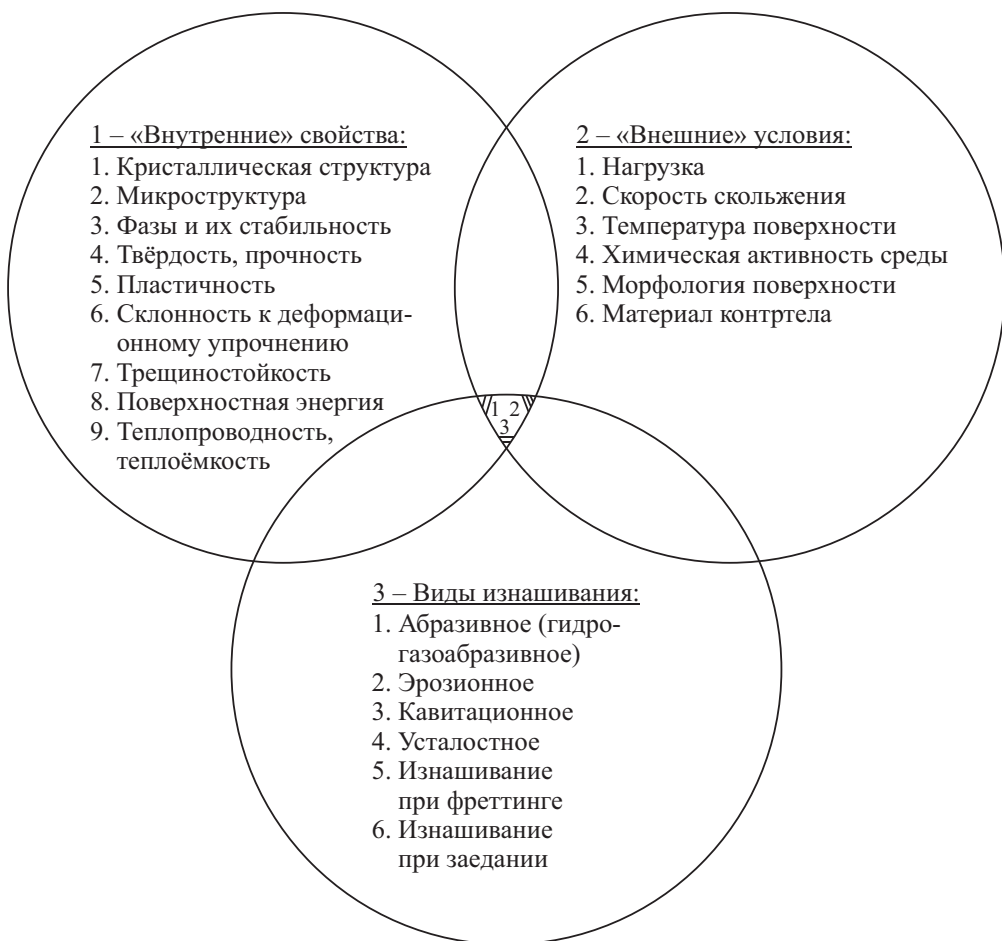 1 – «Внутренние» свойства:
1. Кристаллическая структура
2. Микроструктура
3. Фазы и их стабильность
4. Твёрдость, прочность
5. Пластичность
6. Склонность к деформаци-
онному упрочнению
7. Трещиностойкость
8. Поверхностная энергия
9. Теплопроводность,
теплоёмкость
2 – «Внешние» условия:
1. Нагрузка
2. Скорость скольжения
3. Температура поверхности
4. Химическая активность среды
5. Морфология поверхности
6. Материал контртела
1 2
3
3 – Виды изнашивания:
1. Абразивное (гидро-
газоабразивное)
2. Эрозионное
3. Кавитационное
4. Усталостное
5. Изнашивание
при фреттинге
6. Изнашивание
при заедании